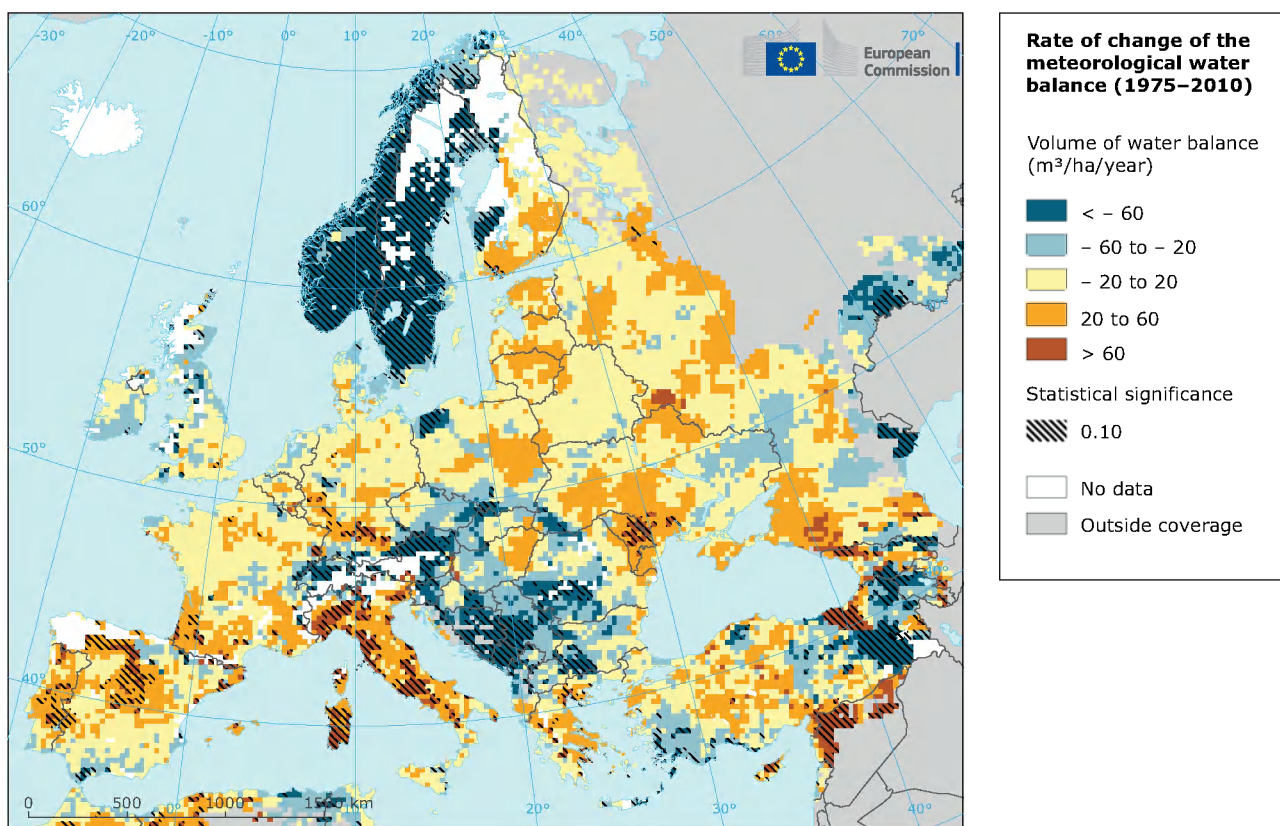 -30°
-20°
-10°
0°
10°
20°
30°
40°
50°
60°
70°
European
Commission
60°
50°
40°
40°
0
500
1000
1500 km
0°
10°
20°
30°
40°
Rate of change of the
meteorological water
balance (1975–2010)
Volume of water balance
(m³/ha/year)
< – 60
– 60 to – 20
– 20 to 20
20 to 60
> 60
Statistical significance
0.10
No data
Outside coverage